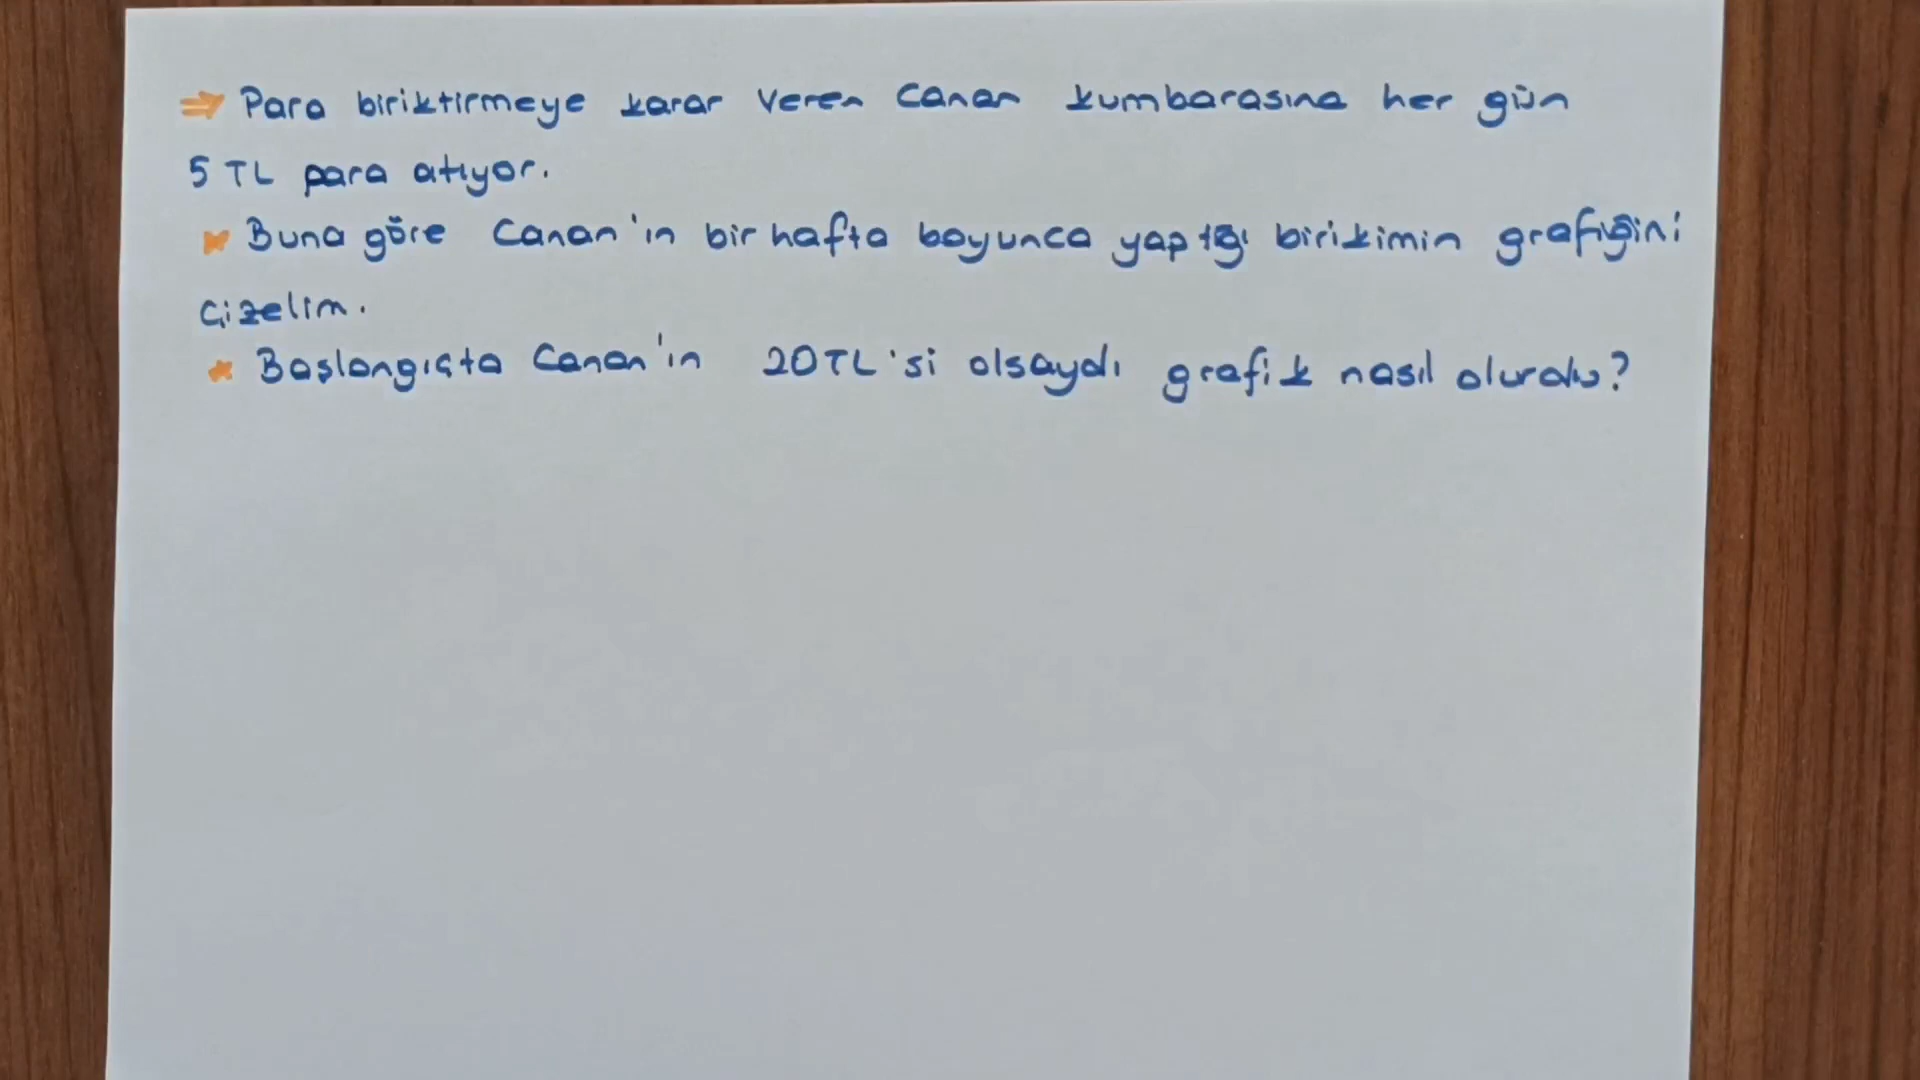 ⇒ Para biriktirmeye karar veren Canan kumbarasına her gün
5 TL para atıyor.
* Buna göre Canan'ın bir hafta boyunca yaptığı birikimin grafiğini
çizelim.
* Başlangıçta Canan'ın 20TL'si olsaydı grafik nasıl olurdu?